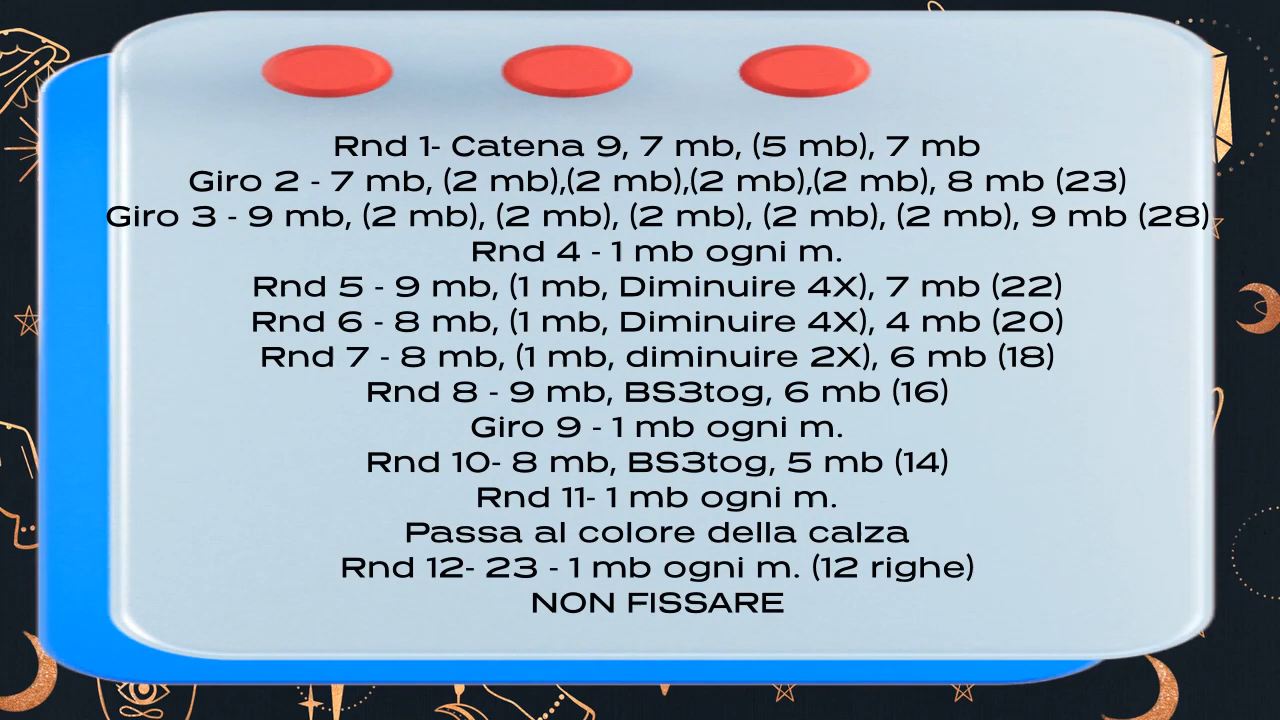 Rnd 1- Catena 9, 7 mb, (5 mb), 7 mb
Giro 2 - 7 mb, (2 mb),(2 mb),(2 mb),(2 mb), 8 mb (23)
Giro 3 - 9 mb, (2 mb), (2 mb), (2 mb), (2 mb), (2 mb), 9 mb (28)
Rnd 4 - 1 mb ogni m.
Rnd 5 - 9 mb, (1 mb, Diminuire 4X), 7 mb (22)
Rnd 6 - 8 mb, (1 mb, Diminuire 4X), 4 mb (20)
Rnd 7 - 8 mb, (1 mb, diminuire 2X), 6 mb (18)
Rnd 8 - 9 mb, BS3tog, 6 mb (16)
Giro 9 - 1 mb ogni m.
Rnd 10- 8 mb, BS3tog, 5 mb (14)
Rnd 11- 1 mb ogni m.
Passa al colore della calza
Rnd 12- 23 - 1 mb ogni m. (12 righe)
NON FISSARE